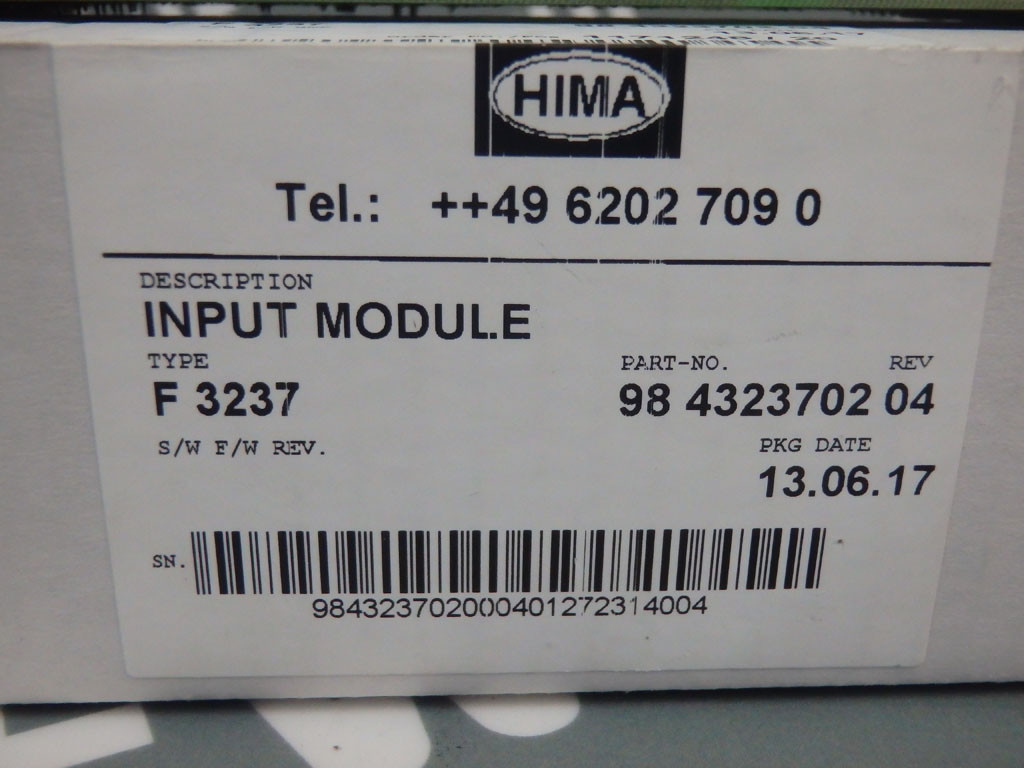 HIMA
Tel.: ++49 6202 709 0
DESCRIPTION
INPUT MODULE
TYPE PART-NO. REV
F 3237 98 4323702 04
S/W F/W REV. PKG DATE
13.06.17
SN.
984323702000401272314004